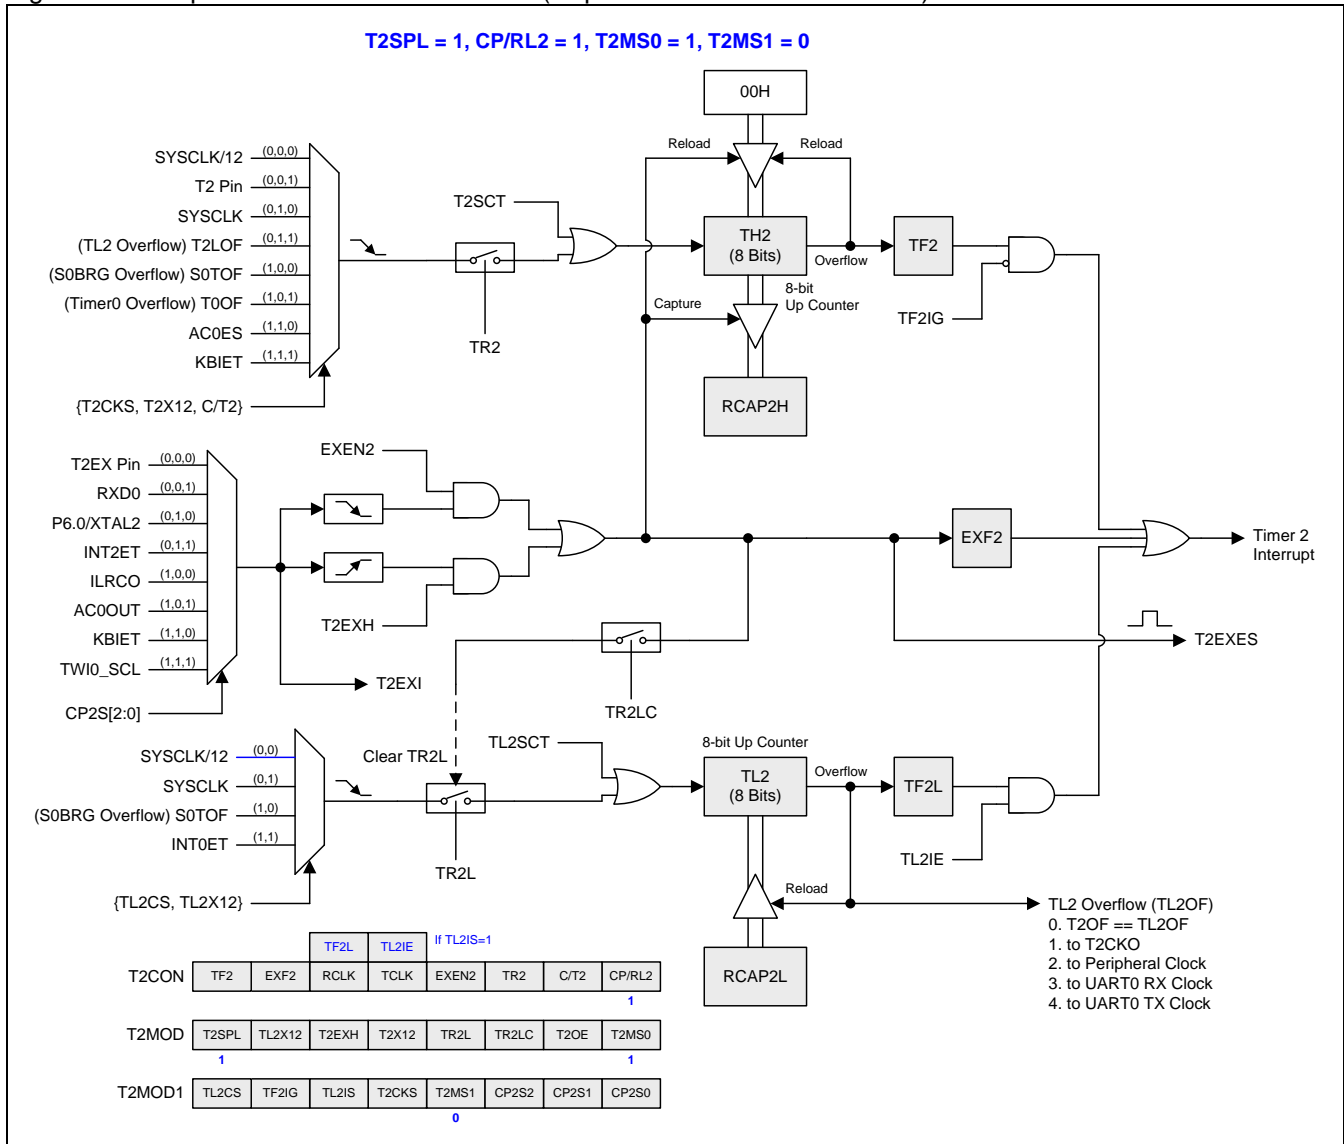 T2SPL = 1, CP/RL2 = 1, T2MS0 = 1, T2MS1 = 0
00H
Reload
Reload
SYSCLK/12 (0,0,0)
T2 Pin (0,0,1)
SYSCLK (0,1,0)
(TL2 Overflow) T2LOF (0,1,1)
(S0BRG Overflow) S0TOF (1,0,0)
(Timer0 Overflow) T0OF (1,0,1)
AC0ES (1,1,0)
KBIET (1,1,1)
{T2CKS, T2X12, C/T2}
T2SCT
TR2
TH2
(8 Bits)
Overflow
TF2
8-bit
Up Counter
TF2IG
Capture
RCAP2H
EXEN2
T2EX Pin (0,0,0)
RXD0 (0,0,1)
P6.0/XTAL2 (0,1,0)
INT2ET (0,1,1)
ILRCO (1,0,0)
AC0OUT (1,0,1)
KBIET (1,1,0)
TWI0_SCL (1,1,1)
CP2S[2:0]
T2EXH
T2EXI
EXF2
Timer 2
Interrupt
T2EXES
TR2LC
Clear TR2L
SYSCLK/12 (0,0)
SYSCLK (0,1)
(S0BRG Overflow) S0TOF (1,0)
INT0ET (1,1)
{TL2CS, TL2X12}
TR2L
TL2SCT
8-bit Up Counter
TL2
(8 Bits)
Overflow
TF2L
TL2IE
Reload
RCAP2L
TL2 Overflow (TL2OF)
0. T2OF == TL2OF
1. to T2CKO
2. to Peripheral Clock
3. to UART0 RX Clock
4. to UART0 TX Clock
TF2L TL2IE If TL2IS=1
T2CON TF2 EXF2 RCLK TCLK EXEN2 TR2 C/T2 CP/RL2
1
T2MOD T2SPL TL2X12 T2EXH T2X12 TR2L TR2LC T2OE T2MS0
1 1
T2MOD1 TL2CS TF2IG TL2IS T2CKS T2MS1 CP2S2 CP2S1 CP2S0
0